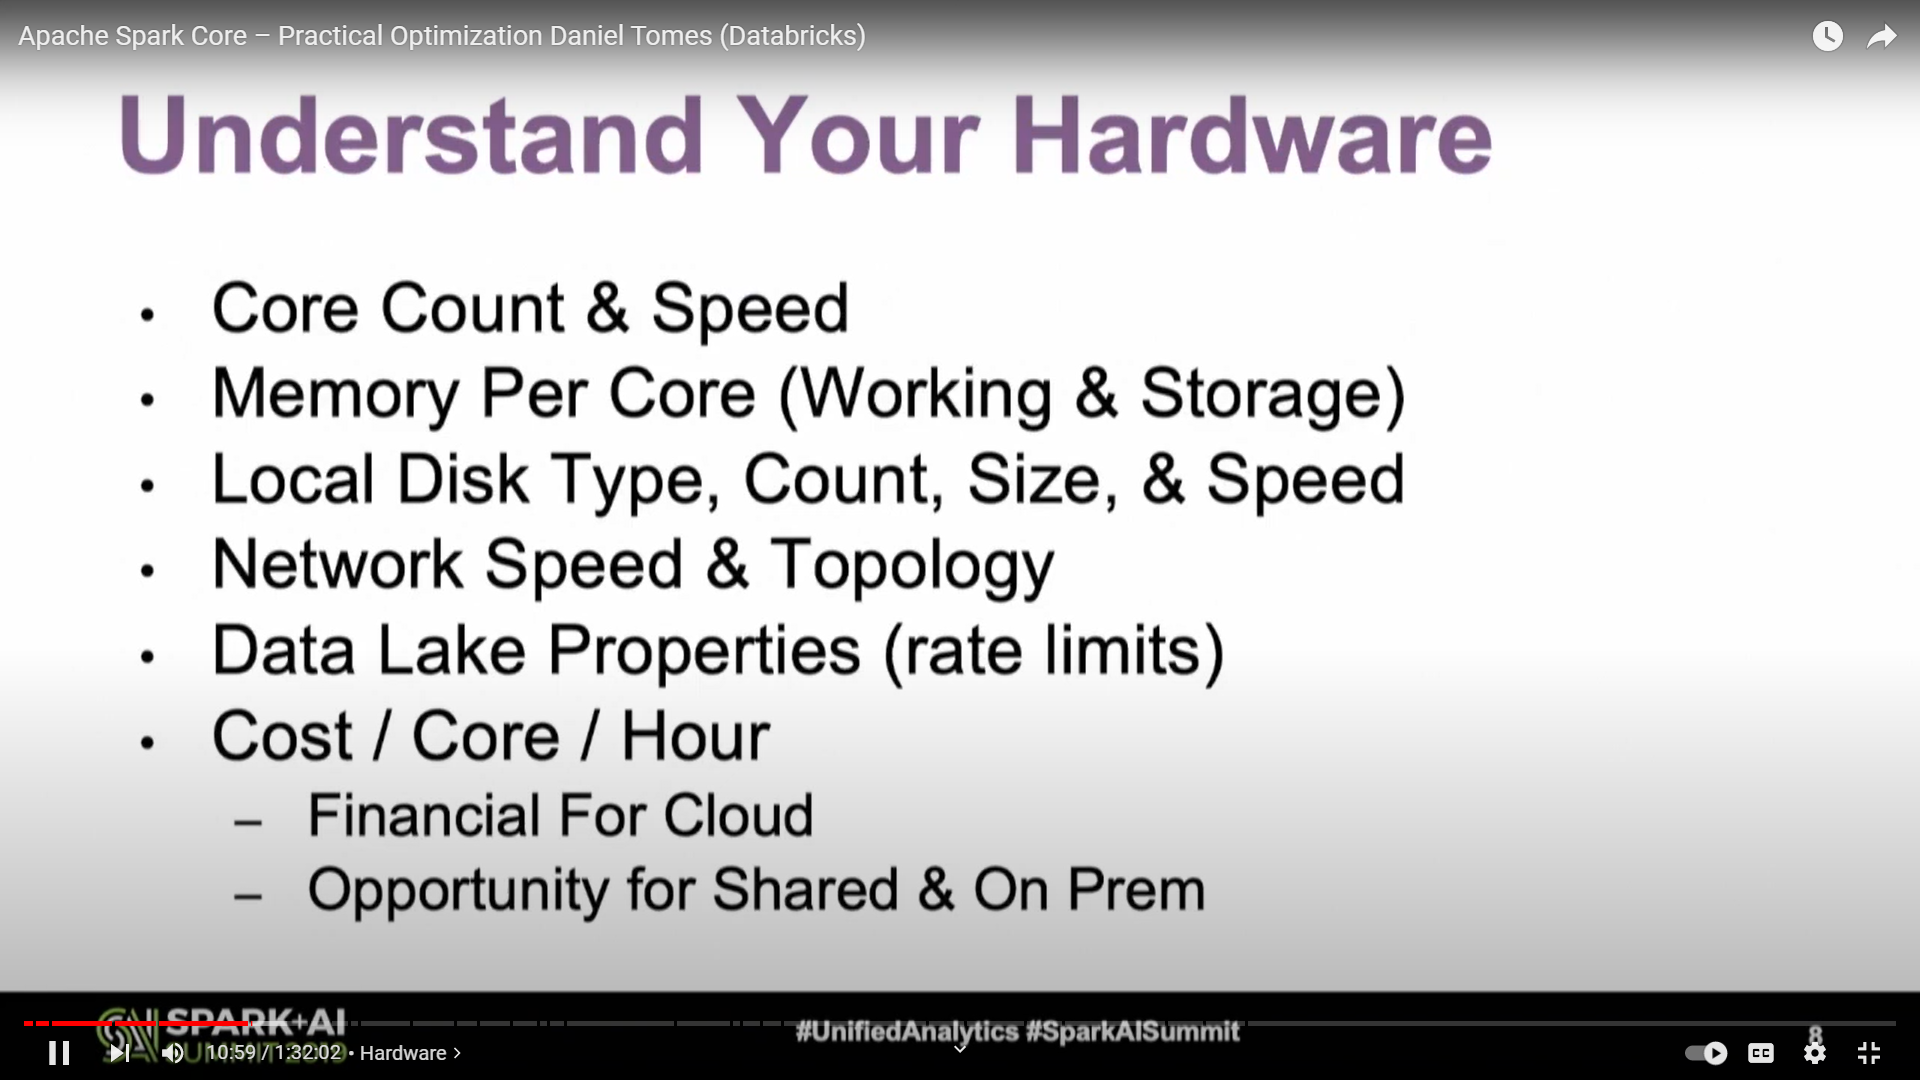 Apache Spark Core – Practical Optimization Daniel Tomes (Databricks)
Understand Your Hardware
• Core Count & Speed
• Memory Per Core (Working & Storage)
• Local Disk Type, Count, Size, & Speed
• Network Speed & Topology
• Data Lake Properties (rate limits)
• Cost / Core / Hour
– Financial For Cloud
– Opportunity for Shared & On Prem
SPARK+AI
SUMMIT 2019
#UnifiedAnalytics #SparkAISummit
8
10:59 / 1:32:02 • Hardware
CC